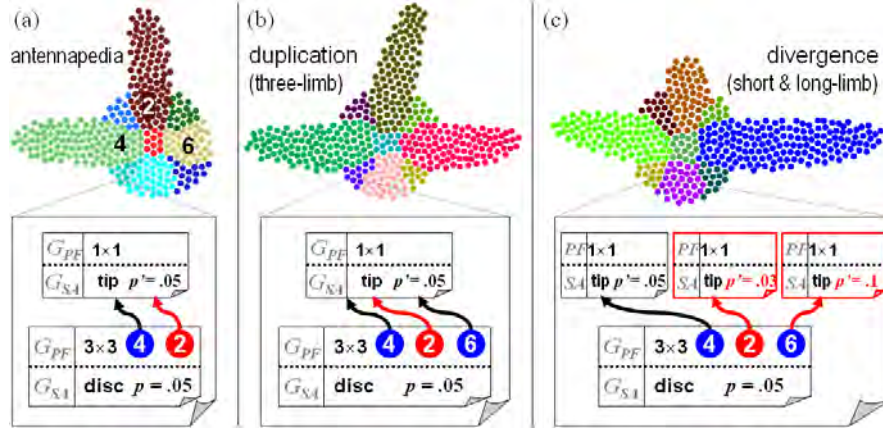 (a)
antennapedia
2
4
6
G_PF 1×1
G_SA tip p'= .05
G_PF 3×3 4 2
G_SA disc p = .05
(b)
duplication
(three-limb)
G_PF 1×1
G_SA tip p'= .05
G_PF 3×3 4 2 6
G_SA disc p = .05
(c)
divergence
(short & long-limb)
PF 1×1
SA tip p'= .05
PF 1×1
SA tip p'= .03
PF 1×1
SA tip p'= .1
G_PF 3×3 4 2 6
G_SA disc p = .05